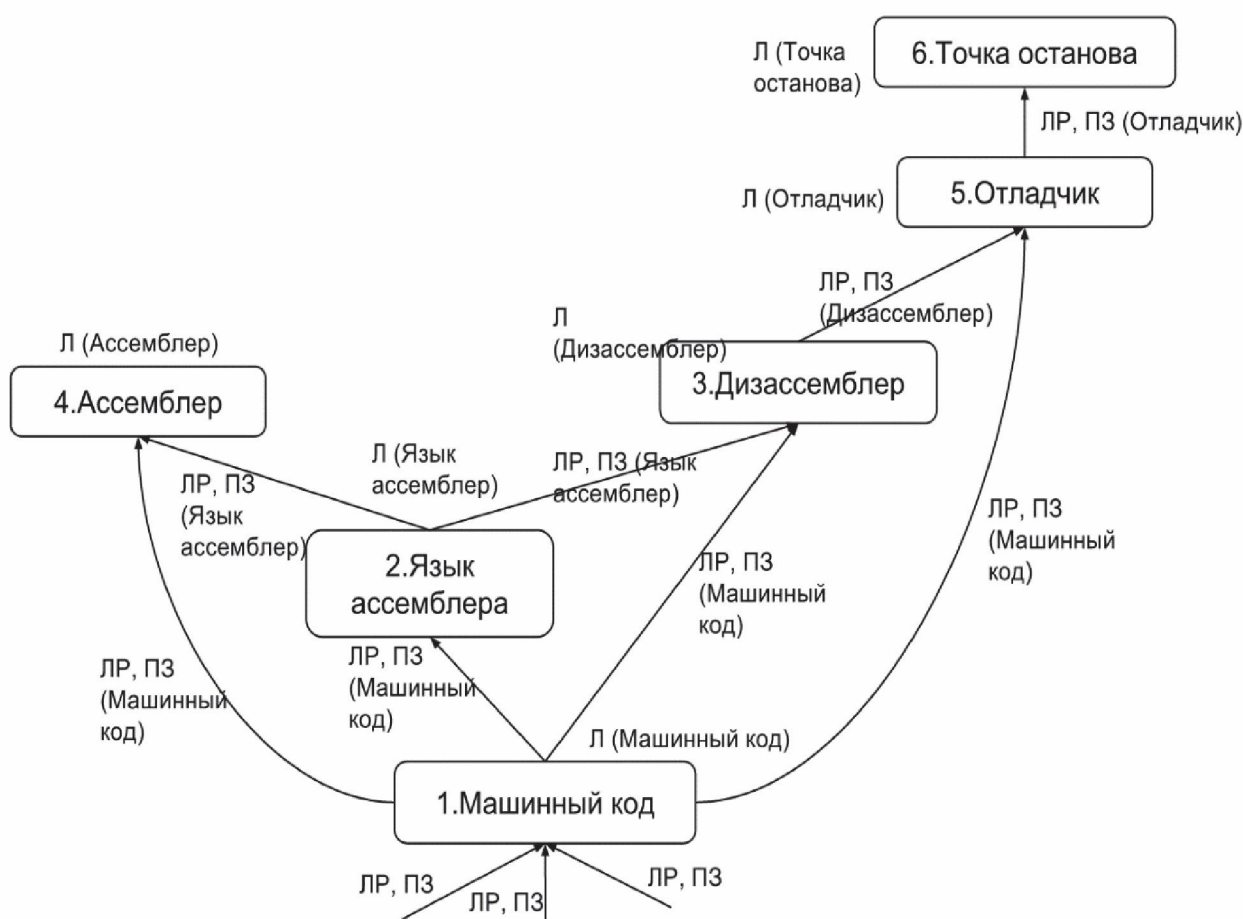 6.Точка останова
Л (Точка
останова)
ЛР, ПЗ (Отладчик)
5.Отладчик
Л (Отладчик)
ЛР, ПЗ
(Дизассемблер)
Л
(Дизассемблер)
3.Дизассемблер
Л (Ассемблер)
4.Ассемблер
Л (Язык
ассемблер)
ЛР, ПЗ (Язык
ассемблер)
ЛР, ПЗ
(Язык
ассемблер)
ЛР, ПЗ
(Машинный
код)
2.Язык
ассемблера
ЛР, ПЗ
(Машинный
код)
ЛР, ПЗ
(Машинный
код)
ЛР, ПЗ
(Машинный
код)
Л (Машинный код)
1.Машинный код
ЛР, ПЗ
ЛР, ПЗ
ЛР, ПЗ